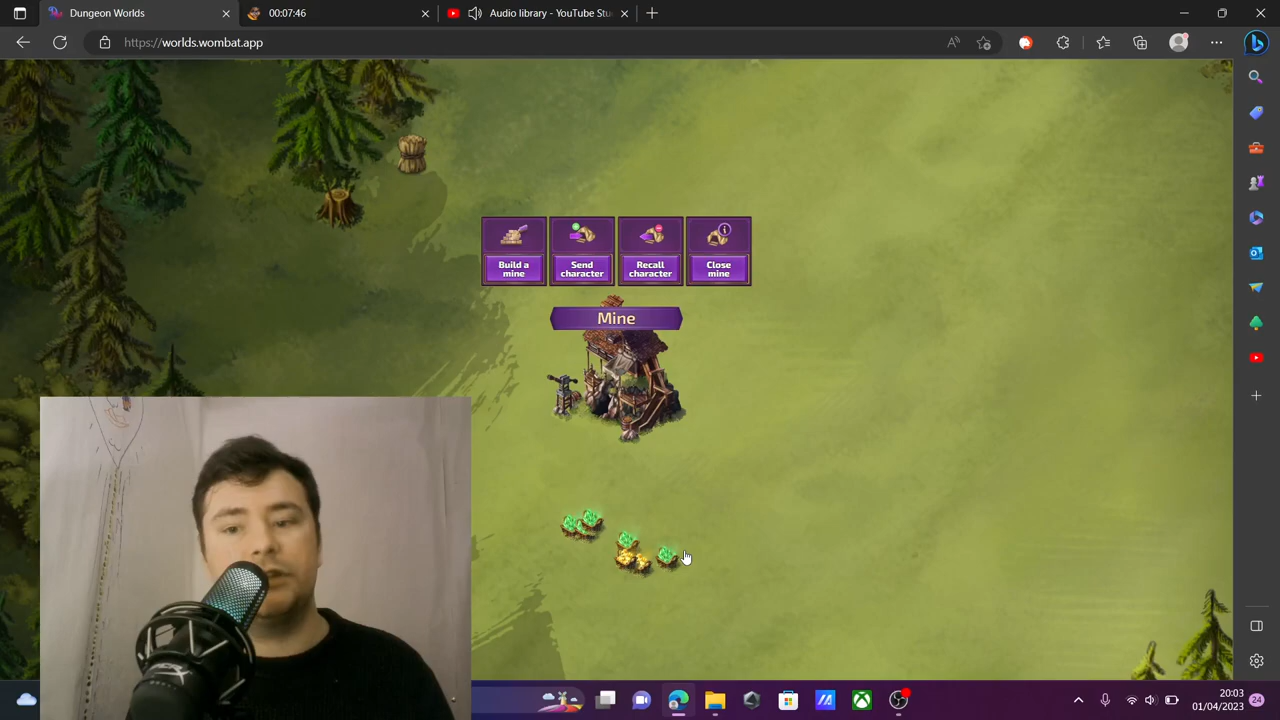 Dungeon Worlds
00:07:46
Audio library - YouTube Stu
https://worlds.wombat.app
Build a
mine
Send
character
Recall
character
Close
mine
Mine
20:03
01/04/2023
24